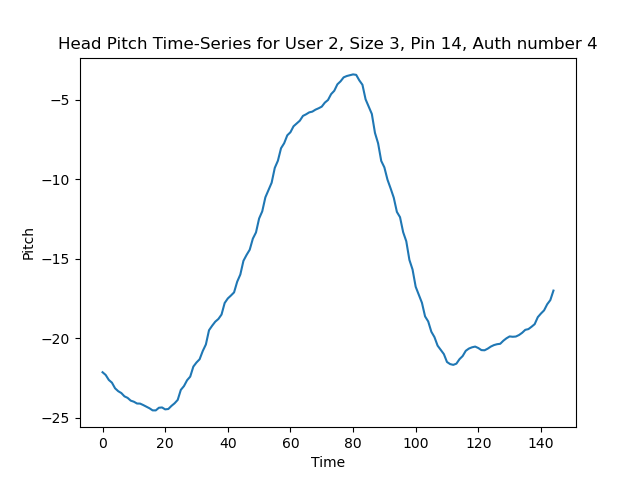 Head Pitch Time-Series for User 2, Size 3, Pin 14, Auth number 4
Pitch
−5
−10
−15
−20
−25
0 20 40 60 80 100 120 140
Time